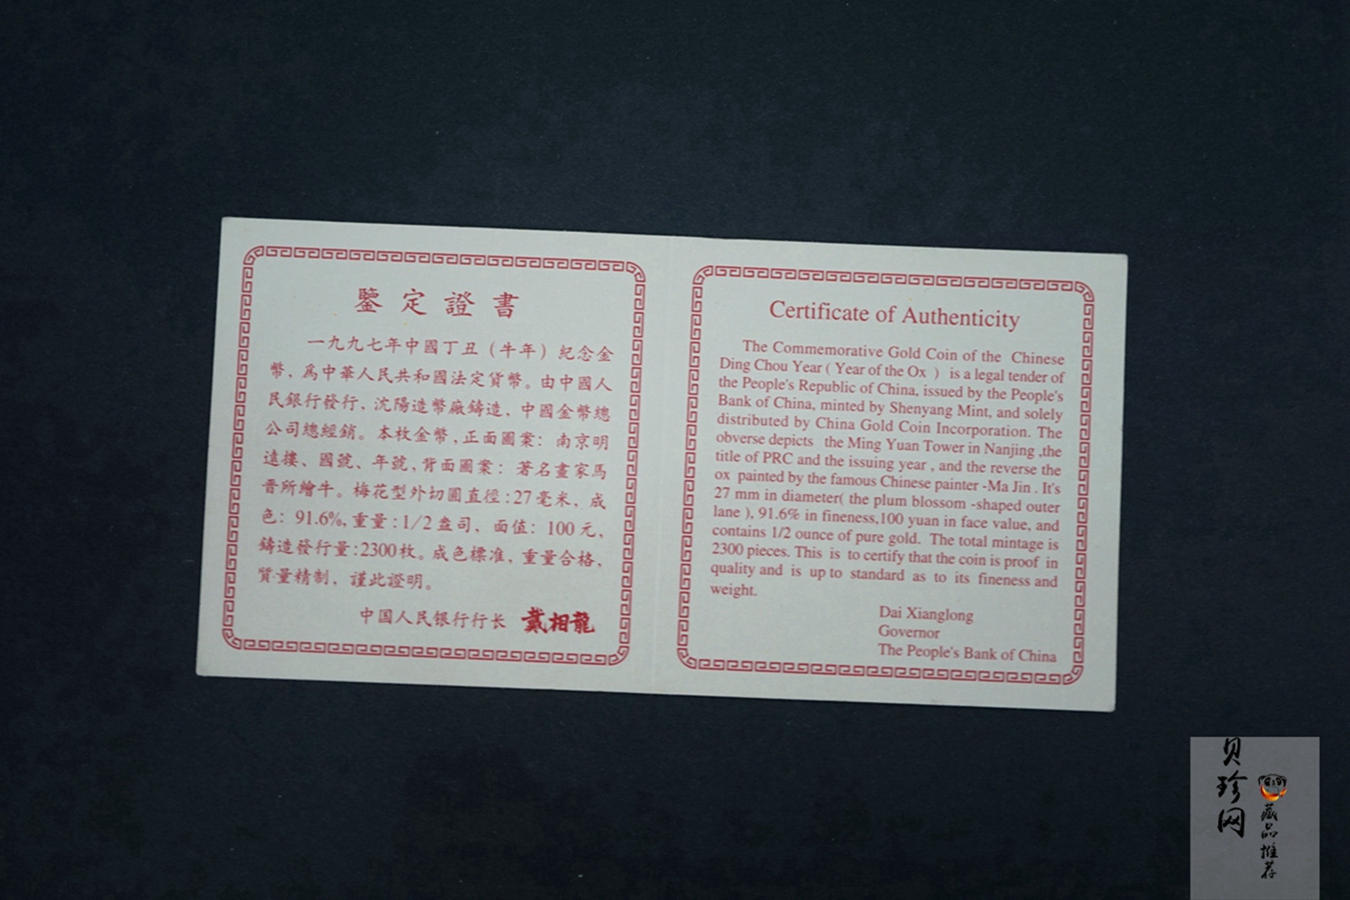 鑒定證書
一九九七年中國丁丑（牛年）紀念金
幣，爲中華人民共和國法定貨幣。由中國人
民銀行發行，沈陽造幣廠鑄造，中國金幣總
公司總經銷。本枚金幣，正面圖案：南京明
遠樓、國號、年號，背面圖案：著名畫家馬
晋所繪牛。梅花型外切圓直徑:27毫米，成
色：91.6%,重量:1/2盎司，面值：100元，
鑄造發行量:2300枚。成色標准，重量合格，
質量精制，謹此證明。
中国人民银行行长 戴相龍
Certificate of Authenticity
The Commemorative Gold Coin of the Chinese
Ding Chou Year ( Year of the Ox ) is a legal tender of
the People's Republic of China, issued by the People's
Bank of China, minted by Shenyang Mint, and solely
distributed by China Gold Coin Incorporation. The
obverse depicts the Ming Yuan Tower in Nanjing ,the
title of PRC and the issuing year , and the reverse the
ox painted by the famous Chinese painter -Ma Jin . It's
27 mm in diameter( the plum blossom -shaped outer
lane ), 91.6% in fineness,100 yuan in face value, and
contains 1/2 ounce of pure gold. The total mintage is
2300 pieces. This is to certify that the coin is proof in
quality and is up to standard as to its fineness and
weight.
Dai Xianglong
Governor
The People's Bank of China
贝珍网
藏品推荐